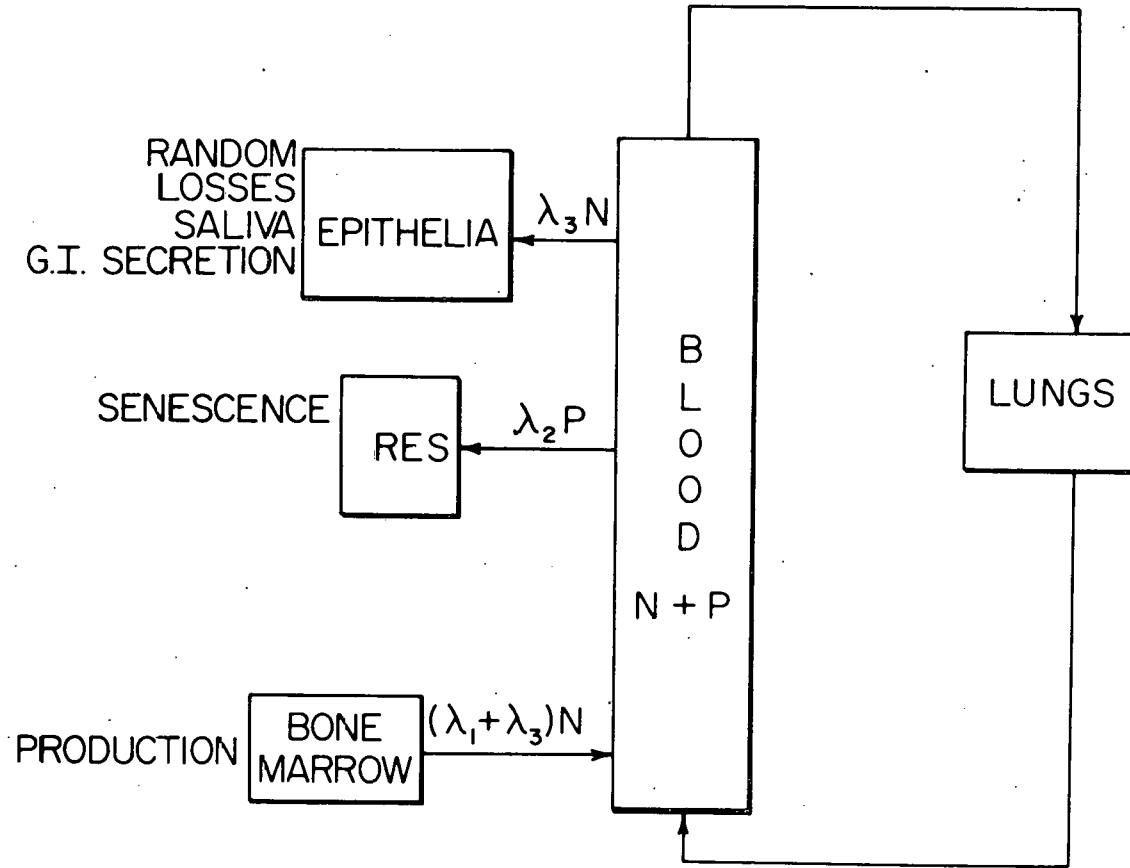 RANDOM
LOSSES
SALIVA
G.I. SECRETION
EPITHELIA
λ₃N
SENESCENCE
RES
λ₂P
PRODUCTION
BONE
MARROW
(λ₁+λ₃)N
B
L
O
O
D
N + P
LUNGS